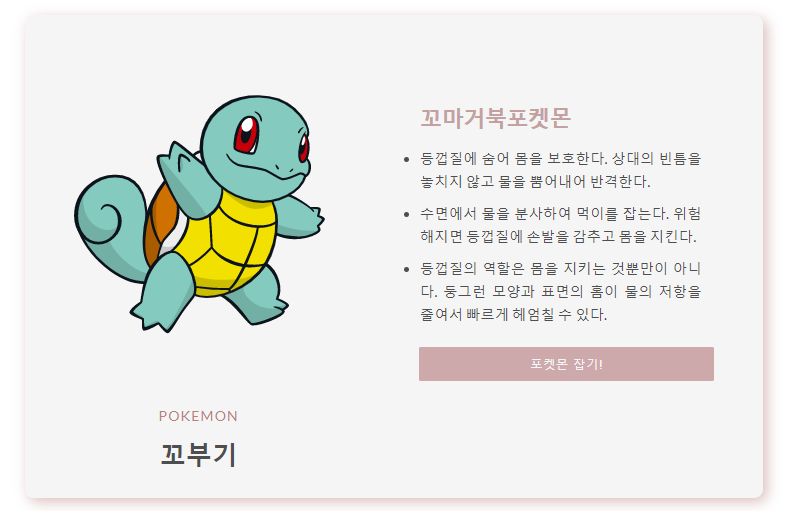 꼬마거북포켓몬
등껍질에 숨어 몸을 보호한다. 상대의 빈틈을
놓치지 않고 물을 뿜어내어 반격한다.
수면에서 물을 분사하여 먹이를 잡는다. 위험
해지면 등껍질에 손발을 감추고 몸을 지킨다.
등껍질의 역할은 몸을 지키는 것뿐만이 아니
다. 둥그런 모양과 표면의 홈이 물의 저항을
줄여서 빠르게 헤엄칠 수 있다.
포켓몬 잡기!
POKEMON
꼬부기